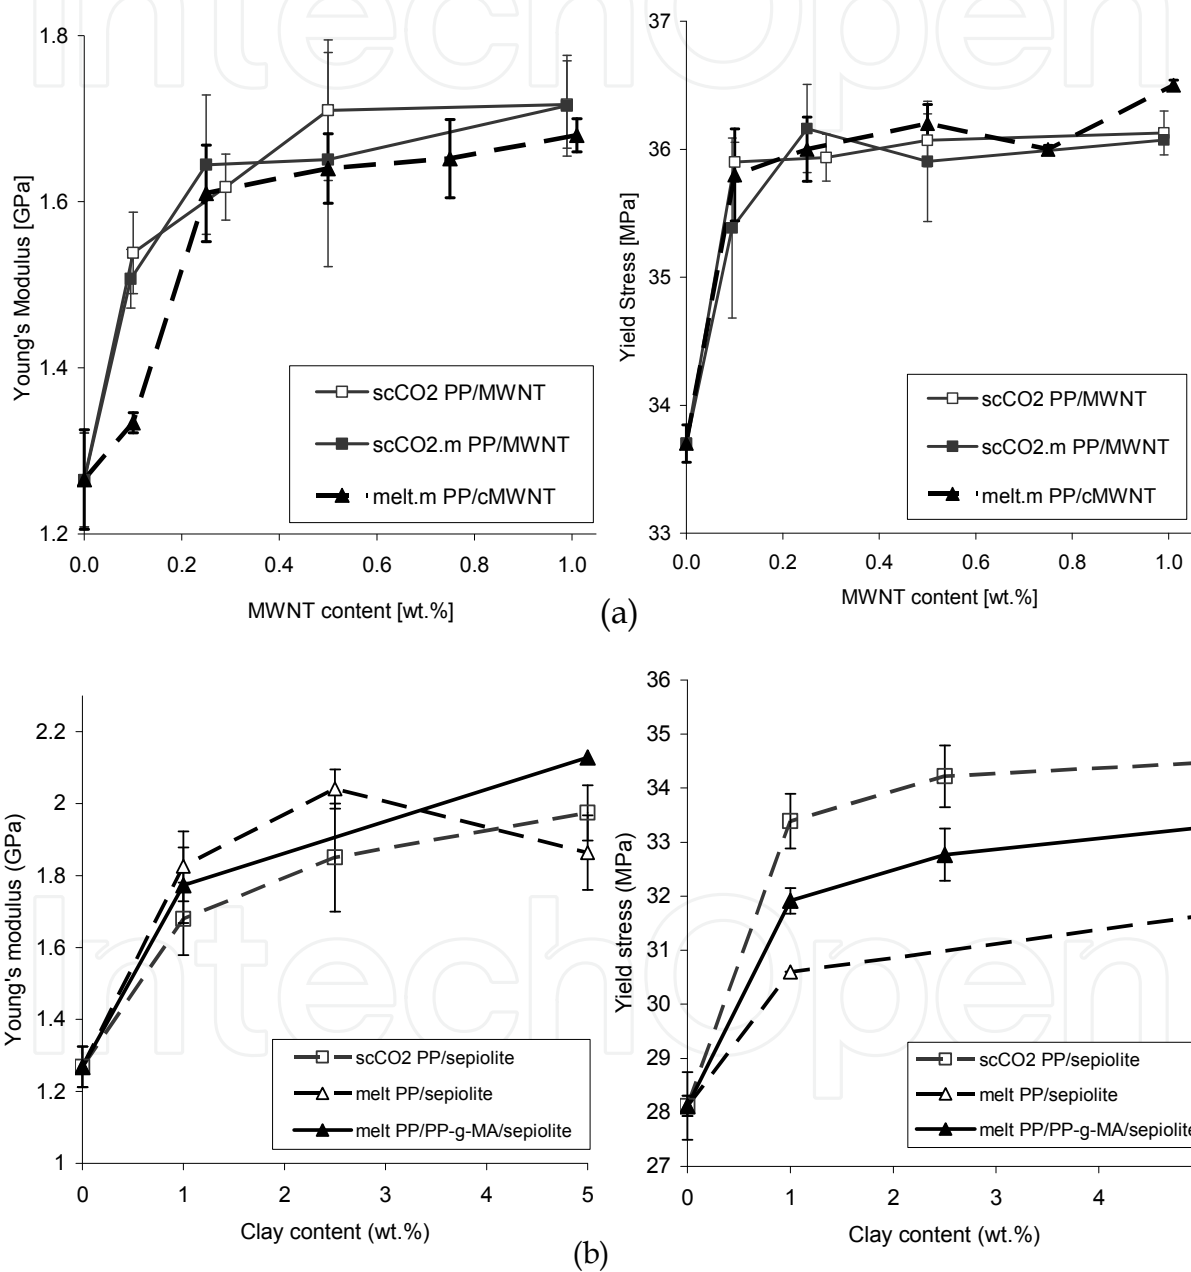 IntechOpen
1.8
1.6
1.4
1.2
Young's Modulus [GPa]
scCO2 PP/MWNT
scCO2.m PP/MWNT
melt.m PP/cMWNT
0.0 0.2 0.4 0.6 0.8 1.0
MWNT content [wt.%]
37
36
35
34
33
Yield Stress [MPa]
scCO2 PP/MWNT
scCO2.m PP/MWNT
melt.m PP/cMWNT
0.0 0.2 0.4 0.6 0.8 1.0
MWNT content [wt.%]
(a)
2.2
2
1.8
1.6
1.4
1.2
1
Young's modulus (GPa)
scCO2 PP/sepiolite
melt PP/sepiolite
melt PP/PP-g-MA/sepiolite
0 1 2 3 4 5
Clay content (wt.%)
36
35
34
33
32
31
30
29
28
27
Yield stress (MPa)
scCO2 PP/sepiolite
melt PP/sepiolite
melt PP/PP-g-MA/sepiolite
0 1 2 3 4
Clay content (wt.%)
(b)
IntechOpen